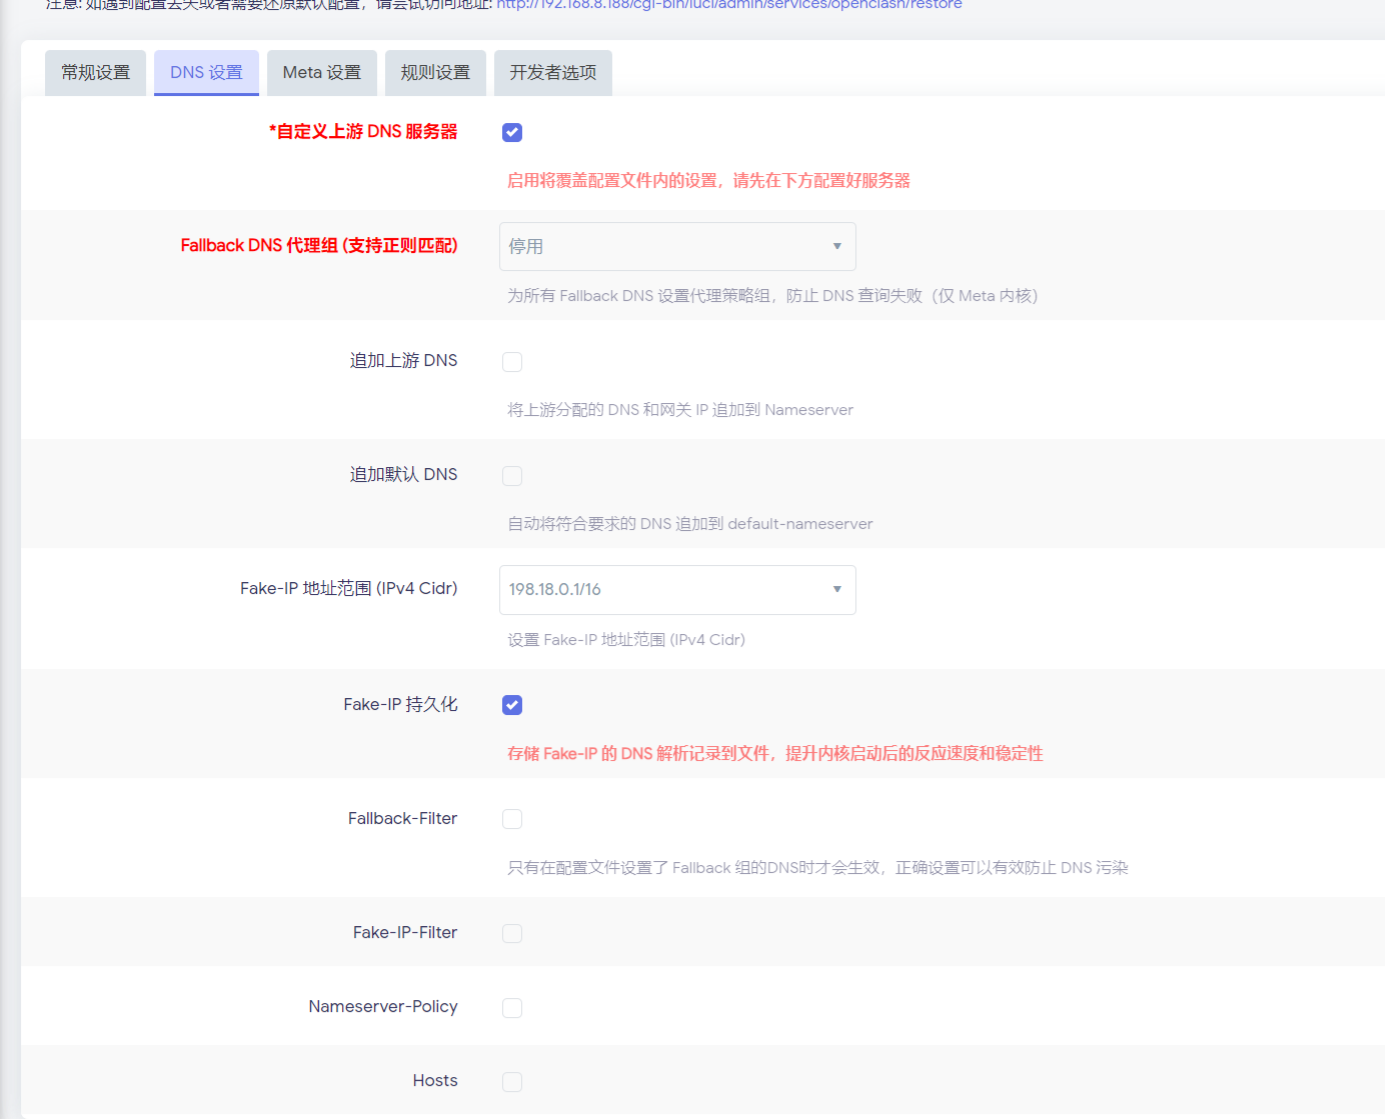 注意: 如遇到配置丢失或者需要还原默认配置，请尝试访问地址: http://192.168.8.188/cgi-bin/luci/admin/services/openclash/restore
常规设置 DNS 设置 Meta 设置 规则设置 开发者选项
*自定义上游 DNS 服务器
启用将覆盖配置文件内的设置，请先在下方配置好服务器
Fallback DNS 代理组 (支持正则匹配) 停用
为所有 Fallback DNS 设置代理策略组，防止 DNS 查询失败（仅 Meta 内核）
追加上游 DNS
将上游分配的 DNS 和网关 IP 追加到 Nameserver
追加默认 DNS
自动将符合要求的 DNS 追加到 default-nameserver
Fake-IP 地址范围 (IPv4 Cidr) 198.18.0.1/16
设置 Fake-IP 地址范围 (IPv4 Cidr)
Fake-IP 持久化
存储 Fake-IP 的 DNS 解析记录到文件，提升内核启动后的反应速度和稳定性
Fallback-Filter
只有在配置文件设置了 Fallback 组的DNS时才会生效，正确设置可以有效防止 DNS 污染
Fake-IP-Filter
Nameserver-Policy
Hosts